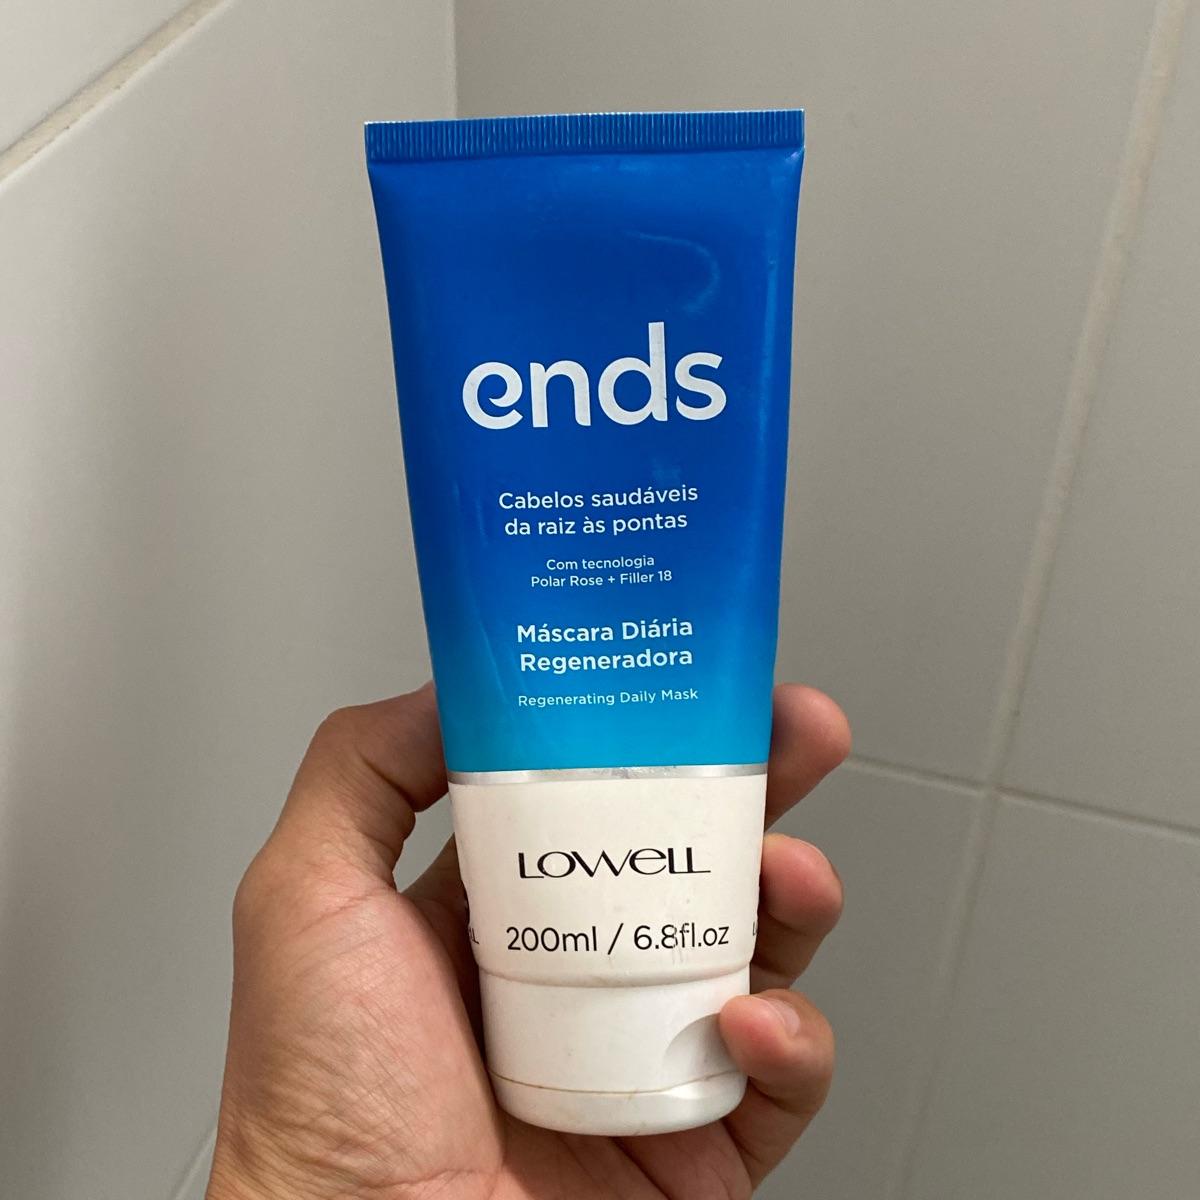 ends
Cabelos saudáveis
da raiz às pontas
Com tecnologia
Polar Rose + Filler 18
Máscara Diária
Regeneradora
Regenerating Daily Mask
LOWELL
200ml / 6.8fl.oz